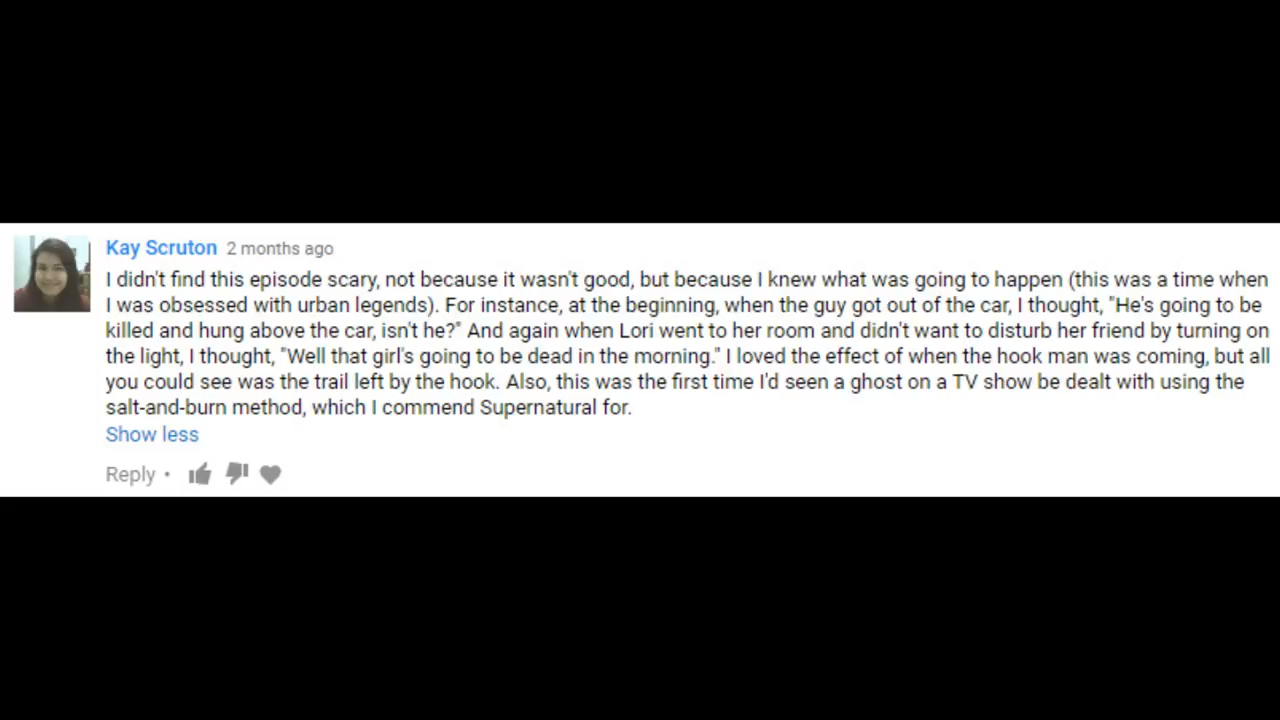 Kay Scruton 2 months ago
I didn't find this episode scary, not because it wasn't good, but because I knew what was going to happen (this was a time when
I was obsessed with urban legends). For instance, at the beginning, when the guy got out of the car, I thought, "He's going to be
killed and hung above the car, isn't he?" And again when Lori went to her room and didn't want to disturb her friend by turning on
the light, I thought, "Well that girl's going to be dead in the morning." I loved the effect of when the hook man was coming, but all
you could see was the trail left by the hook. Also, this was the first time I'd seen a ghost on a TV show be dealt with using the
salt-and-burn method, which I commend Supernatural for.
Show less
Reply •